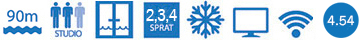 90m
STUDIO
2,3,4
SPRAT
4.54